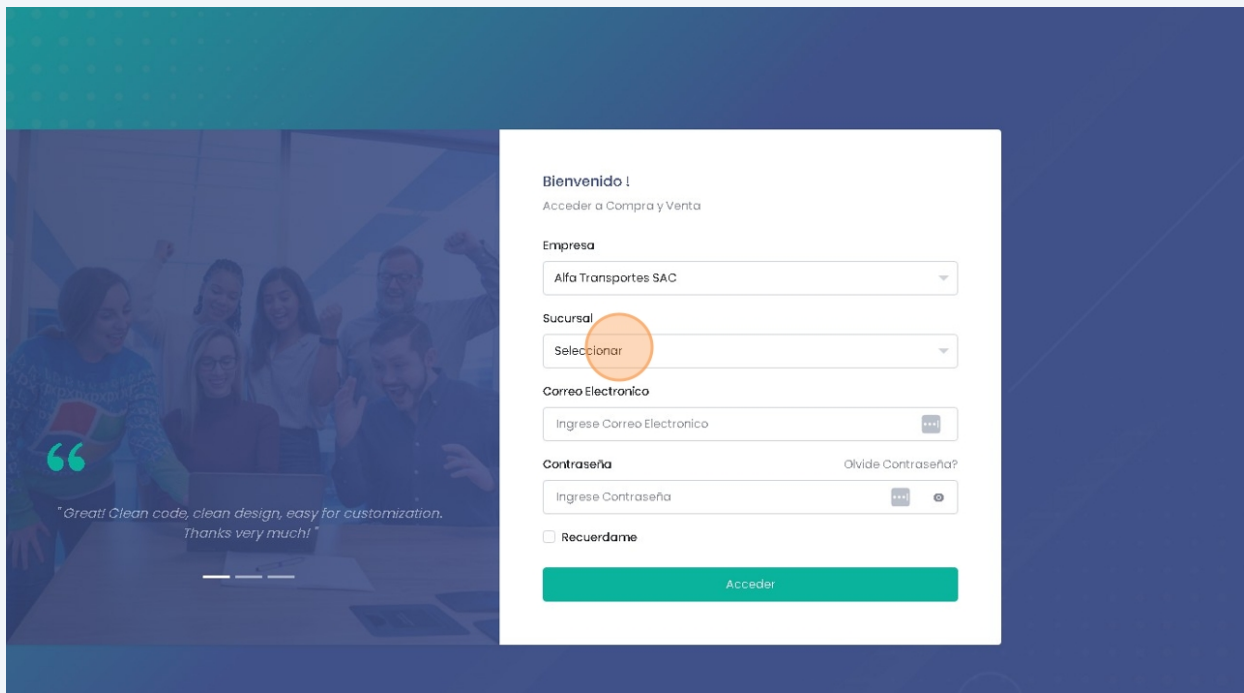 Bienvenido !
Acceder a Compra y Venta
Empresa
Alfa Transportes SAC
Sucursal
Seleccionar
Correo Electronico
Ingrese Correo Electronico
Contraseña
Olvide Contraseña?
Ingrese Contraseña
Recuerdame
Acceder
" Great! Clean code, clean design, easy for customization.
Thanks very much! "